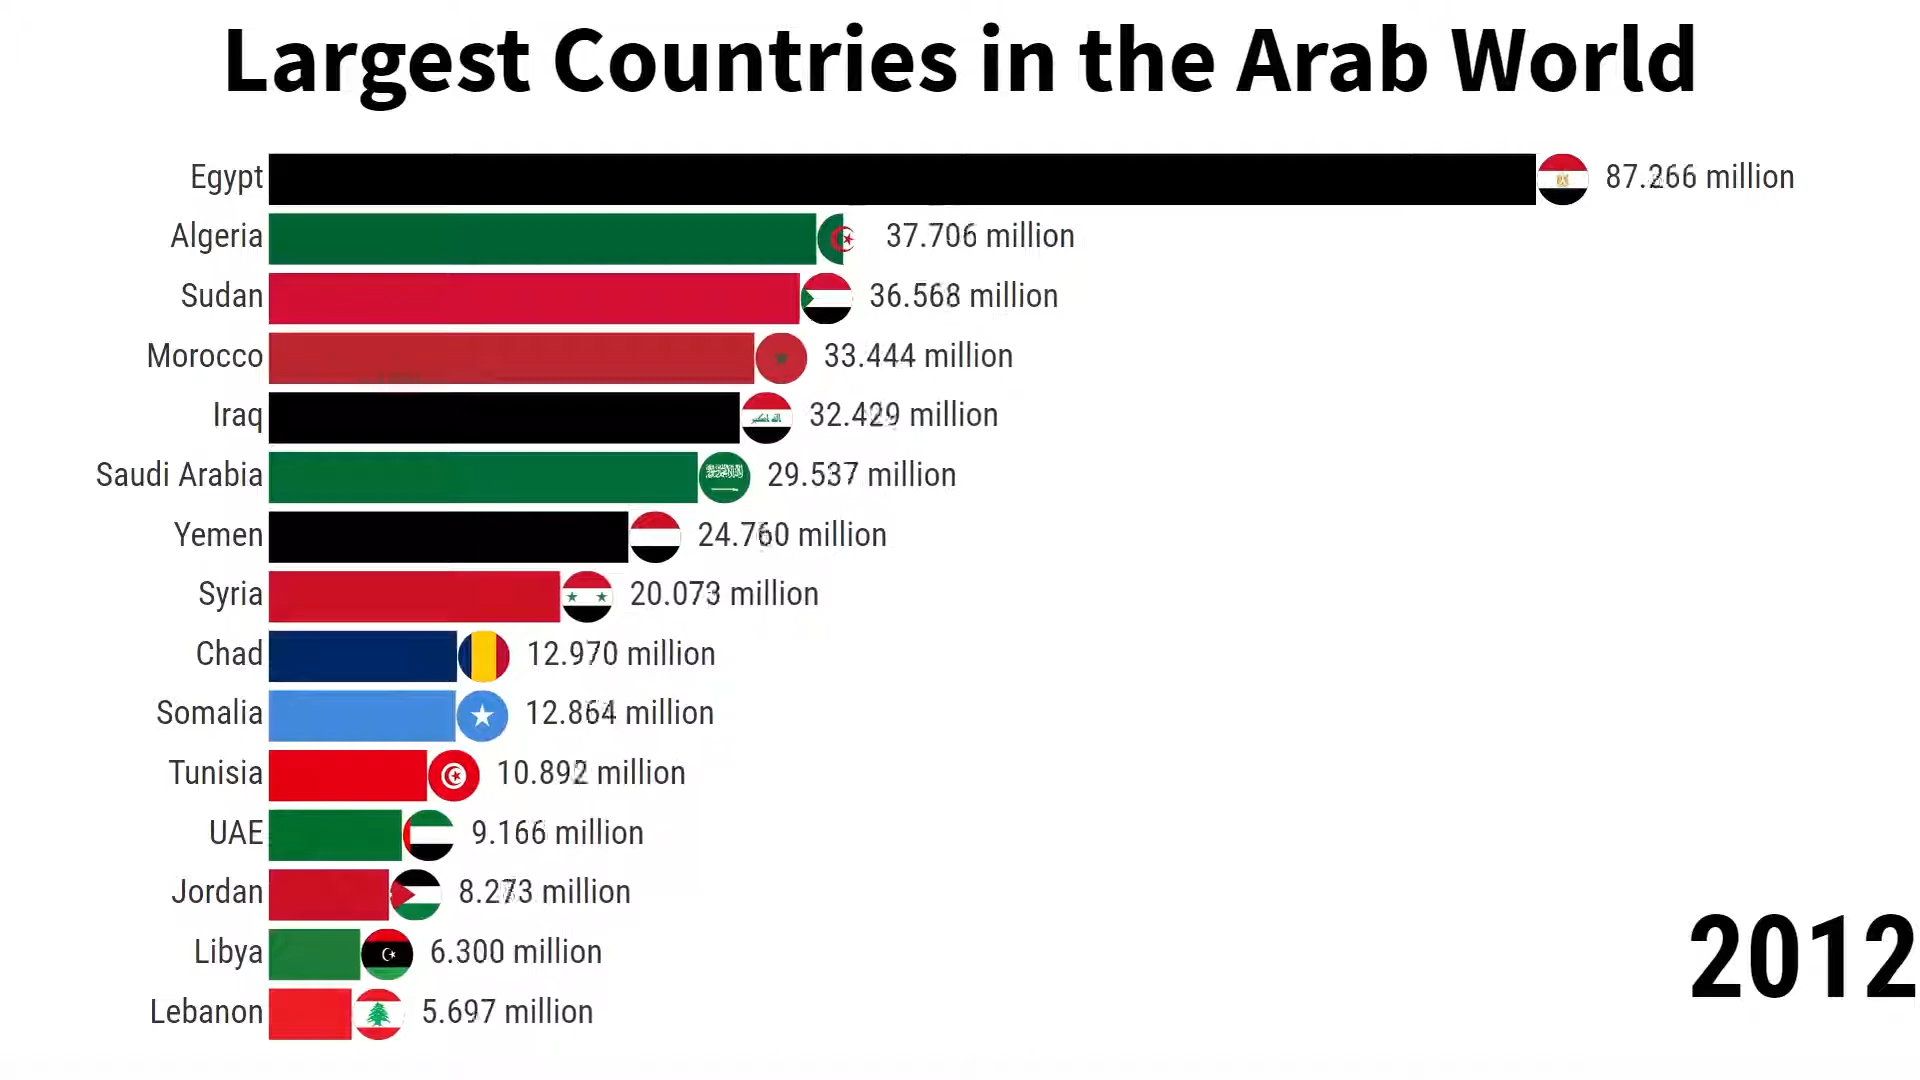 Largest Countries in the Arab World
Egypt 87.266 million
Algeria 37.706 million
Sudan 36.568 million
Morocco 33.444 million
Iraq 32.429 million
Saudi Arabia 29.537 million
Yemen 24.760 million
Syria 20.073 million
Chad 12.970 million
Somalia 12.864 million
Tunisia 10.892 million
UAE 9.166 million
Jordan 8.273 million
Libya 6.300 million
Lebanon 5.697 million
2012